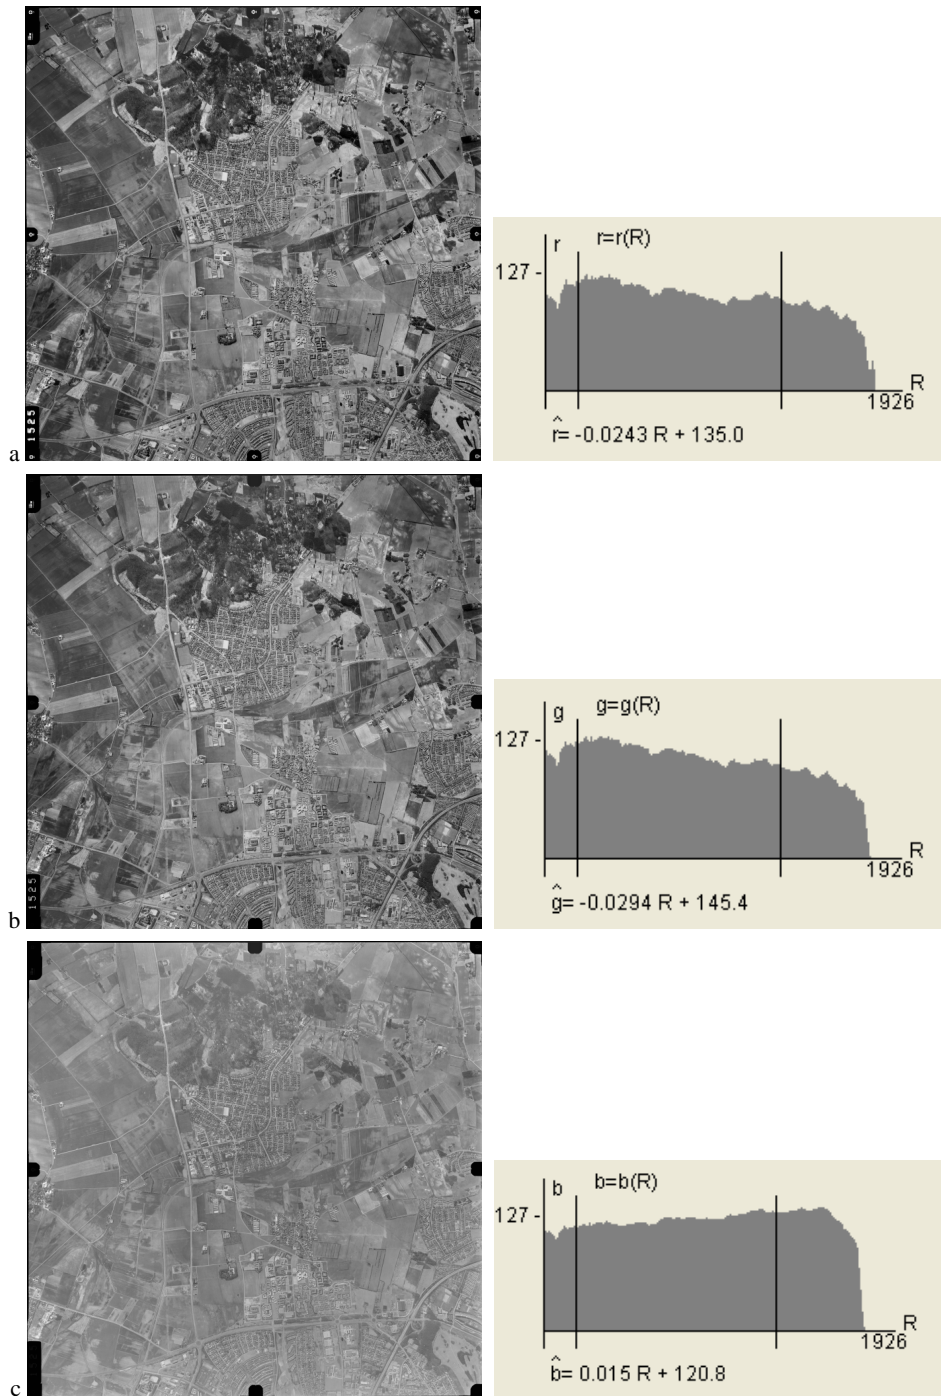 r
r=r(R)
127 -
R
1926
^
r= -0.0243 R + 135.0
1525
a
g
g=g(R)
127 -
R
1926
^
g= -0.0294 R + 145.4
1525
b
b
b=b(R)
127 -
R
1926
^
b= 0.015 R + 120.8
c